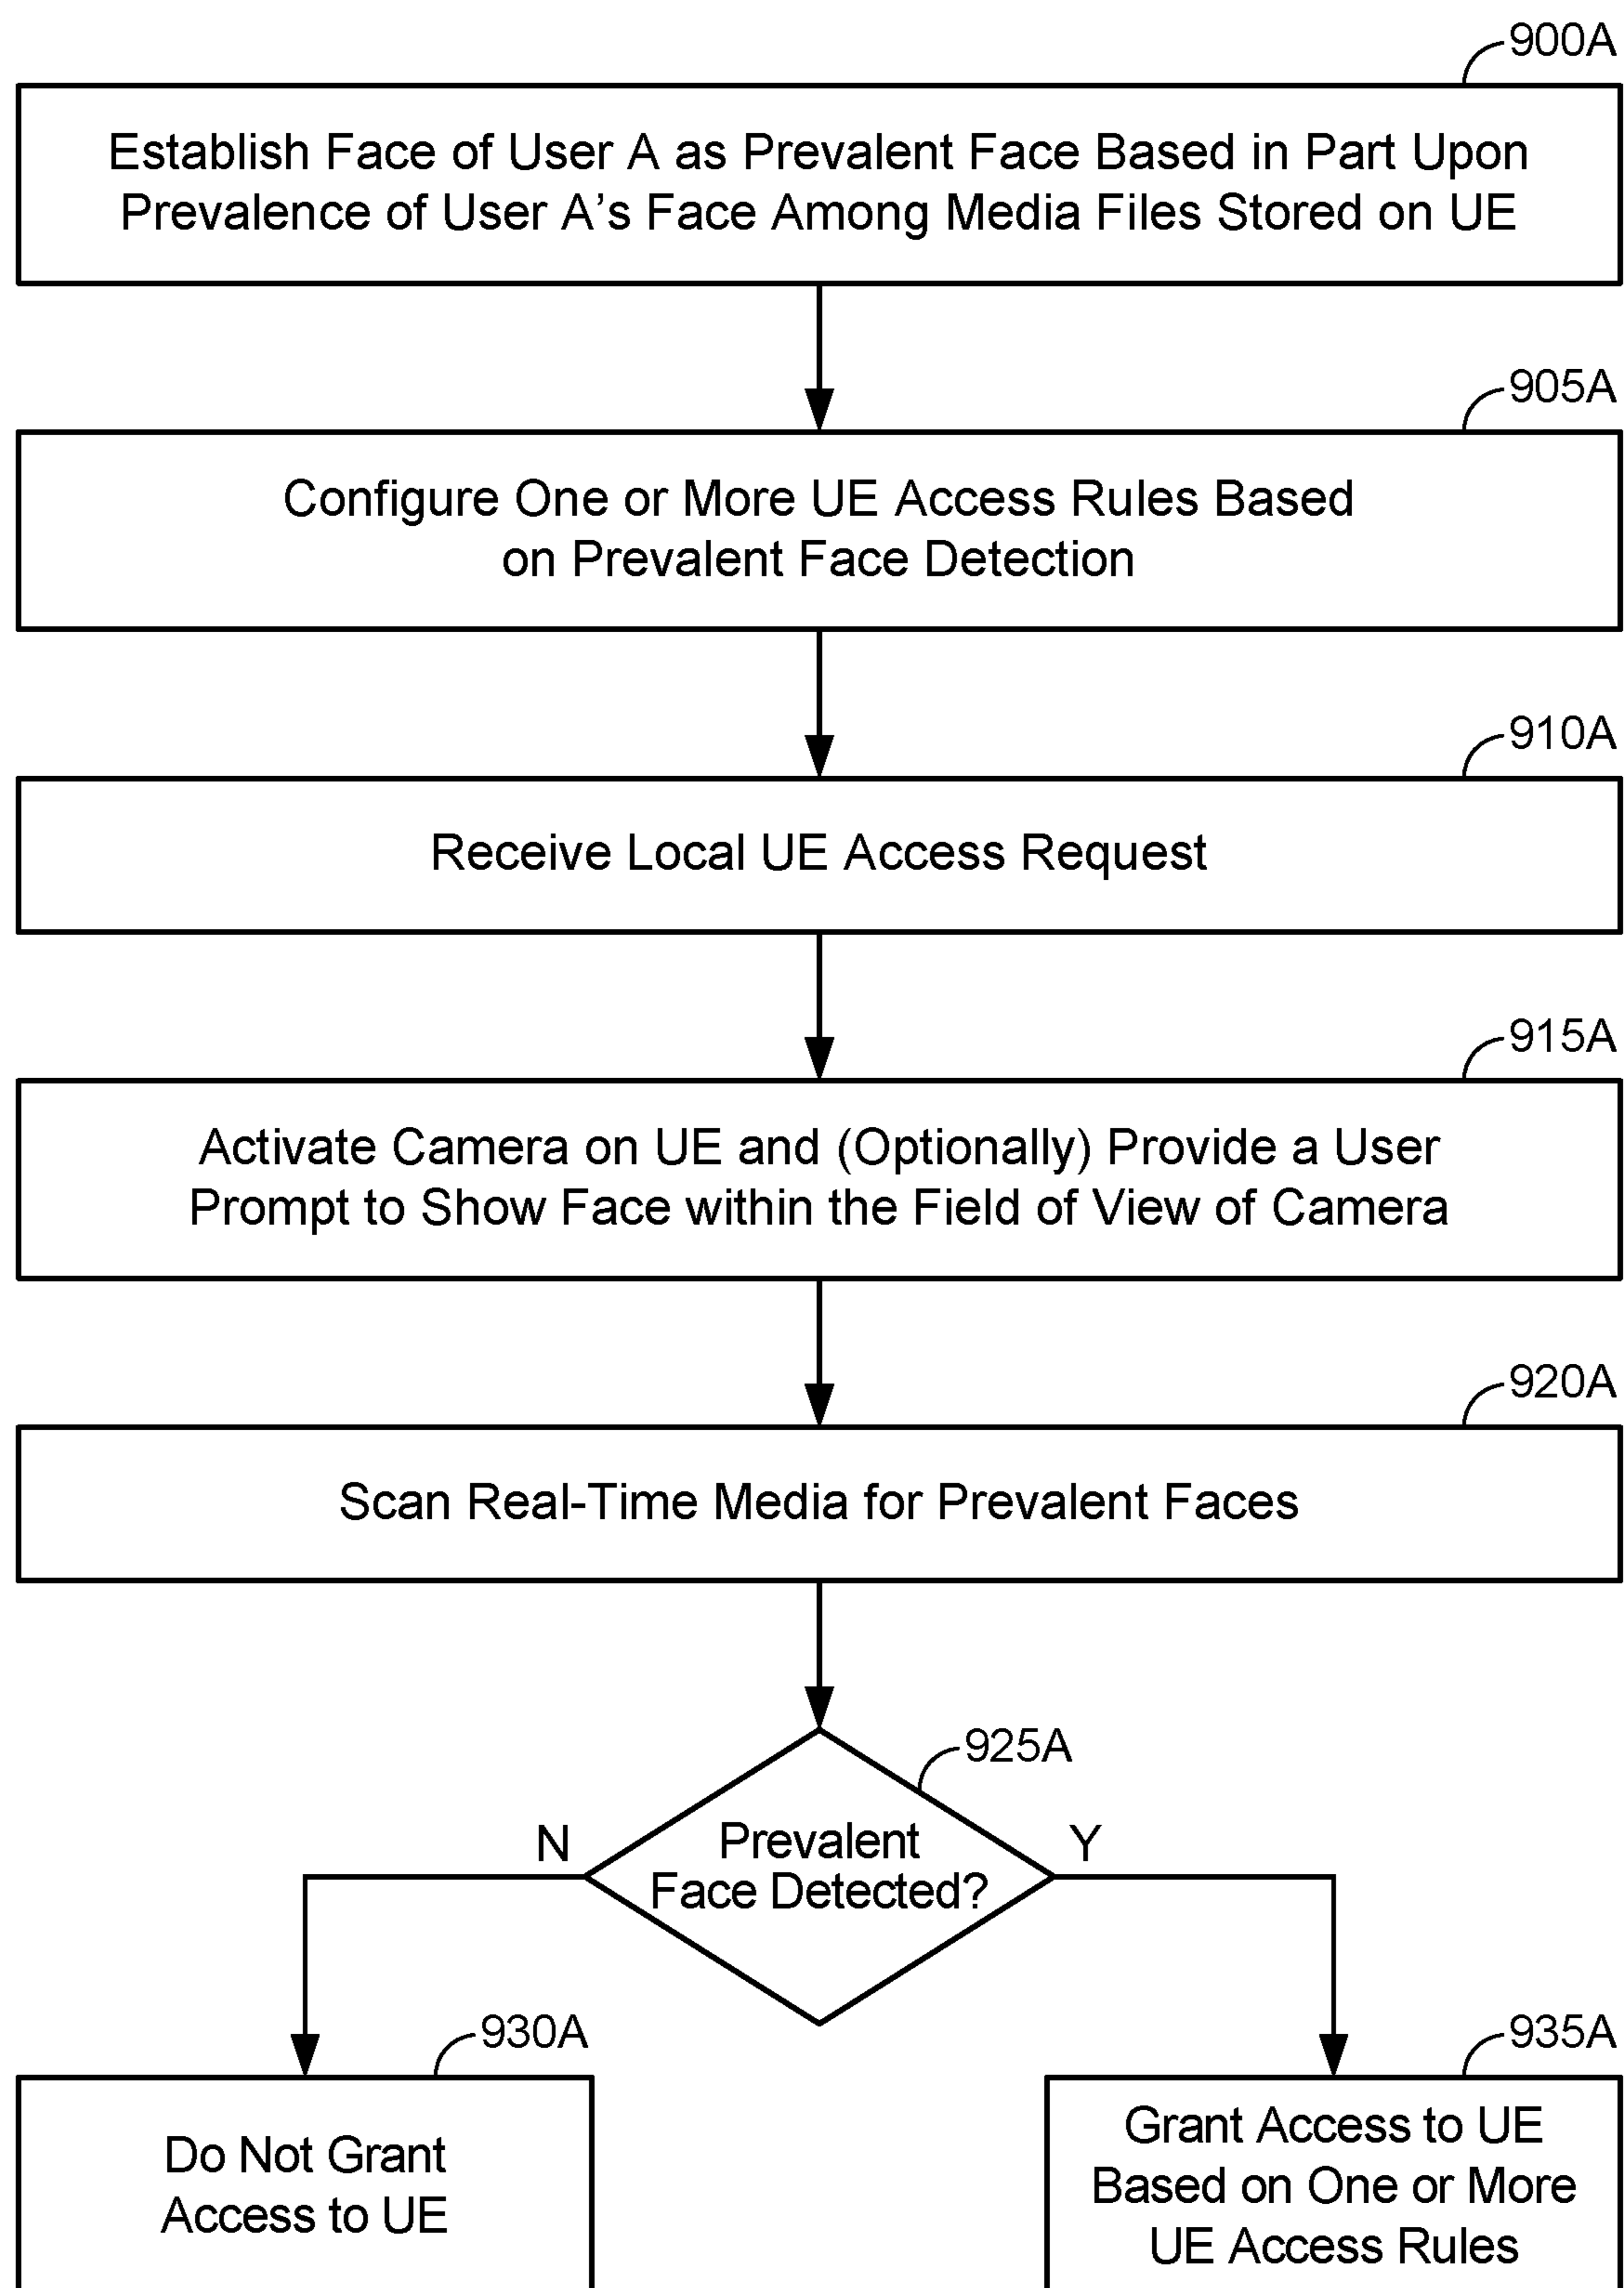 900A
Establish Face of User A as Prevalent Face Based in Part Upon
Prevalence of User A’s Face Among Media Files Stored on UE
905A
Configure One or More UE Access Rules Based
on Prevalent Face Detection
910A
Receive Local UE Access Request
915A
Activate Camera on UE and (Optionally) Provide a User
Prompt to Show Face within the Field of View of Camera
920A
Scan Real-Time Media for Prevalent Faces
925A
N
Prevalent
Face Detected?
Y
930A
Do Not Grant
Access to UE
935A
Grant Access to UE
Based on One or More
UE Access Rules